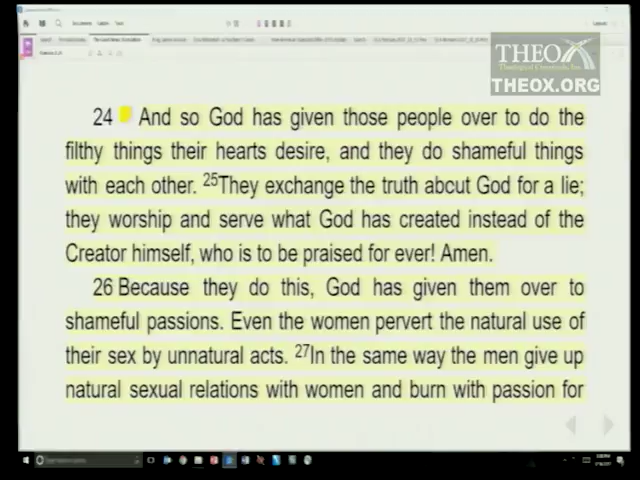 THEOX
THEOX.ORG
24 And so God has given those people over to do the
filthy things their hearts desire, and they do shameful things
with each other. 25They exchange the truth about God for a lie;
they worship and serve what God has created instead of the
Creator himself, who is to be praised for ever! Amen.
26 Because they do this, God has given them over to
shameful passions. Even the women pervert the natural use of
their sex by unnatural acts. 27In the same way the men give up
natural sexual relations with women and burn with passion for